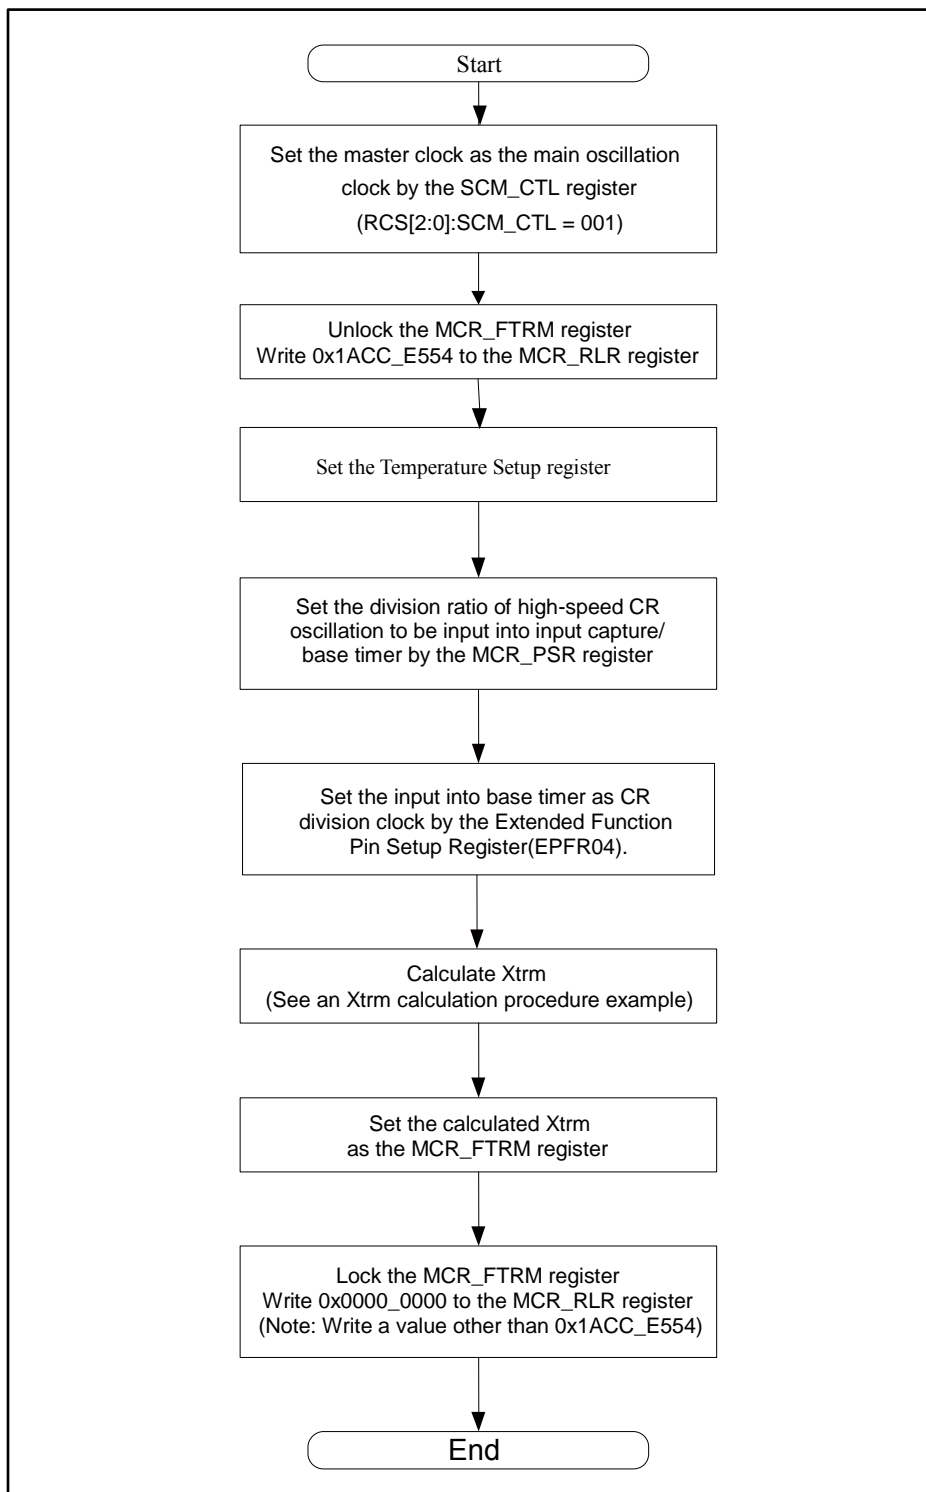 Start
Set the master clock as the main oscillation
clock by the SCM_CTL register
(RCS[2:0]:SCM_CTL = 001)
Unlock the MCR_FTRM register
Write 0x1ACC_E554 to the MCR_RLR register
Set the Temperature Setup register
Set the division ratio of high-speed CR
oscillation to be input into input capture/
base timer by the MCR_PSR register
Set the input into base timer as CR
division clock by the Extended Function
Pin Setup Register(EPFR04).
Calculate Xtrm
(See an Xtrm calculation procedure example)
Set the calculated Xtrm
as the MCR_FTRM register
Lock the MCR_FTRM register
Write 0x0000_0000 to the MCR_RLR register
(Note: Write a value other than 0x1ACC_E554)
End